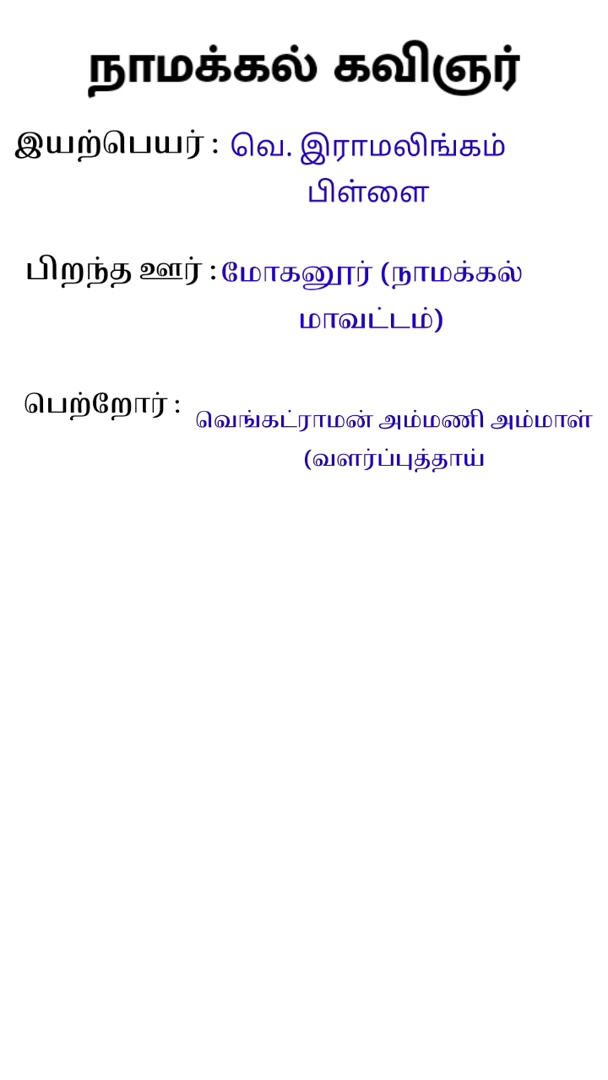 நாமக்கல் கவிஞர்
இயற்பெயர் : வெ. இராமலிங்கம்
பிள்ளை
பிறந்த ஊர் : மோகனூர் (நாமக்கல்
மாவட்டம்)
பெற்றோர் : வெங்கட்ராமன் அம்மணி அம்மாள்
(வளர்ப்புத்தாய்